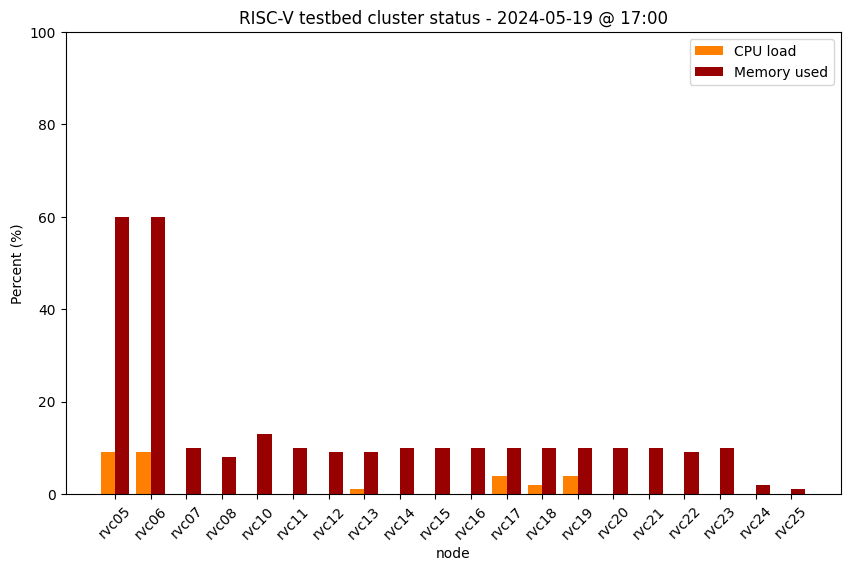 RISC-V testbed cluster status - 2024-05-19 @ 17:00
CPU load
Memory used
Percent (%)
100
80
60
40
20
0
rvc05
rvc06
rvc07
rvc08
rvc10
rvc11
rvc12
rvc13
rvc14
rvc15
rvc16
rvc17
rvc18
rvc19
rvc20
rvc21
rvc22
rvc23
rvc24
rvc25
node